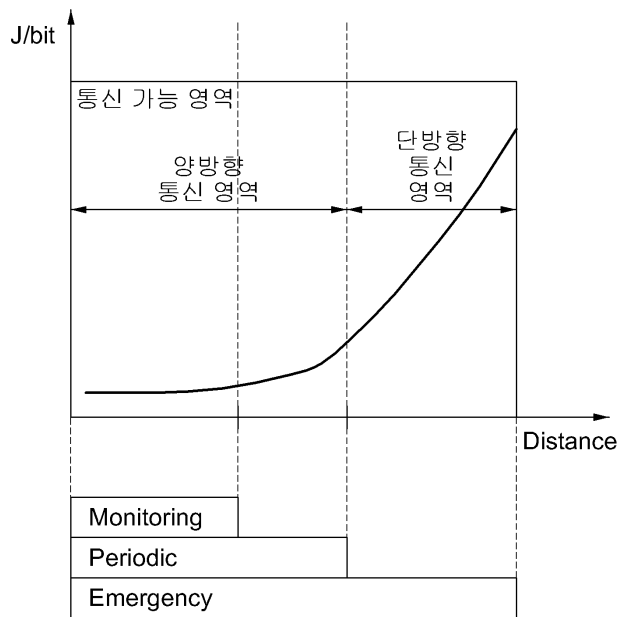 J/bit
통신 가능 영역
양방향
통신 영역
단방향
통신
영역
Distance
Monitoring
Periodic
Emergency